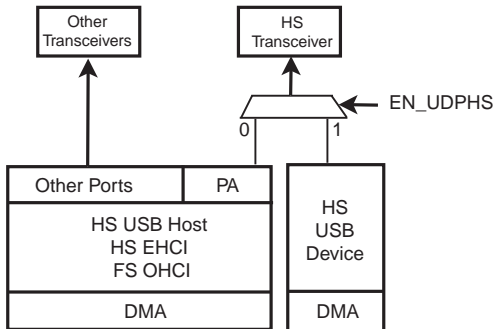 Other
Transceivers
HS
Transceiver
EN_UDPHS
0
1
Other Ports
PA
HS USB Host
HS EHCI
FS OHCI
DMA
HS
USB
Device
DMA